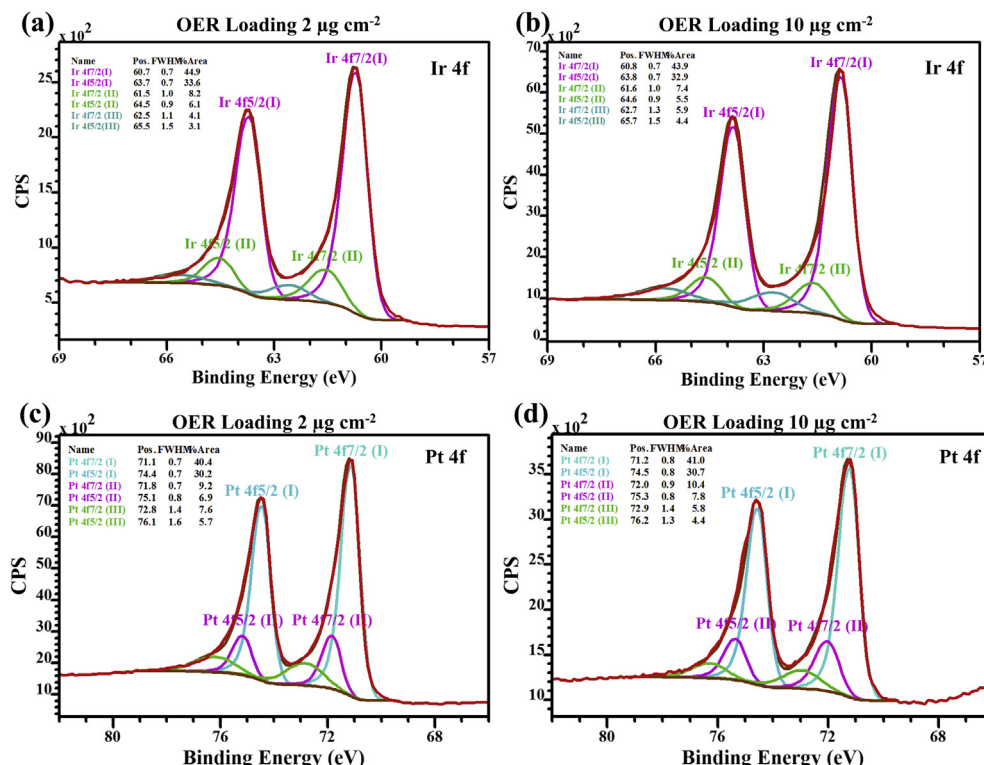 (a) OER Loading 2 µg cm-2
x 10 2
Name Pos. FWHM %Area
Ir 4f7/2(I) 60.7 0.7 44.9
Ir 4f5/2(I) 63.7 0.7 33.6
Ir 4f7/2 (II) 61.5 1.0 8.2
Ir 4f5/2 (II) 64.5 0.9 6.1
Ir 4f7/2 (III) 62.5 1.1 4.1
Ir 4f5/2(III) 65.5 1.5 3.1
Ir 4f7/2(I)
Ir 4f
Ir 4f5/2(I)
Ir 4f5/2 (II)
Ir 4f7/2 (II)
CPS
250
200
150
100
50
69 66 63 60 57
Binding Energy (eV)
(b) OER Loading 10 µg cm-2
x 10 2
Name Pos. FWHM %Area
Ir 4f7/2(I) 60.8 0.7 43.9
Ir 4f5/2(I) 63.8 0.7 32.9
Ir 4f7/2 (II) 61.6 1.0 7.4
Ir 4f5/2 (II) 64.6 0.9 5.5
Ir 4f7/2 (III) 62.7 1.3 5.9
Ir 4f5/2(III) 65.7 1.5 4.4
Ir 4f7/2(I)
Ir 4f
Ir 4f5/2(I)
Ir 4f5/2 (II)
Ir 4f7/2 (II)
CPS
700
600
500
400
300
200
100
0
69 66 63 60 57
Binding Energy (eV)
(c) OER Loading 2 µg cm-2
x 10 2
Name Pos. FWHM %Area
Pt 4f7/2 (I) 71.1 0.7 40.4
Pt 4f5/2 (I) 74.4 0.7 30.2
Pt 4f7/2 (II) 71.8 0.7 9.2
Pt 4f5/2 (II) 75.1 0.8 6.9
Pt 4f7/2 (III) 72.8 1.4 7.6
Pt 4f5/2 (III) 76.1 1.6 5.7
Pt 4f7/2 (I)
Pt 4f
Pt 4f5/2 (I)
Pt 4f5/2 (II)
Pt 4f7/2 (II)
CPS
90
80
70
60
50
40
30
20
10
80 76 72 68
Binding Energy (eV)
(d) OER Loading 10 µg cm-2
x 10 2
Name Pos. FWHM %Area
Pt 4f7/2 (I) 71.2 0.8 41.0
Pt 4f5/2 (I) 74.5 0.8 30.7
Pt 4f7/2 (II) 72.0 0.9 10.4
Pt 4f5/2 (II) 75.3 0.8 7.8
Pt 4f7/2 (III) 72.9 1.4 5.8
Pt 4f5/2 (III) 76.2 1.3 4.4
Pt 4f7/2 (I)
Pt 4f
Pt 4f5/2 (I)
Pt 4f5/2 (II)
Pt 4f7/2 (II)
CPS
350
300
250
200
150
100
80 76 72 68
Binding Energy (eV)